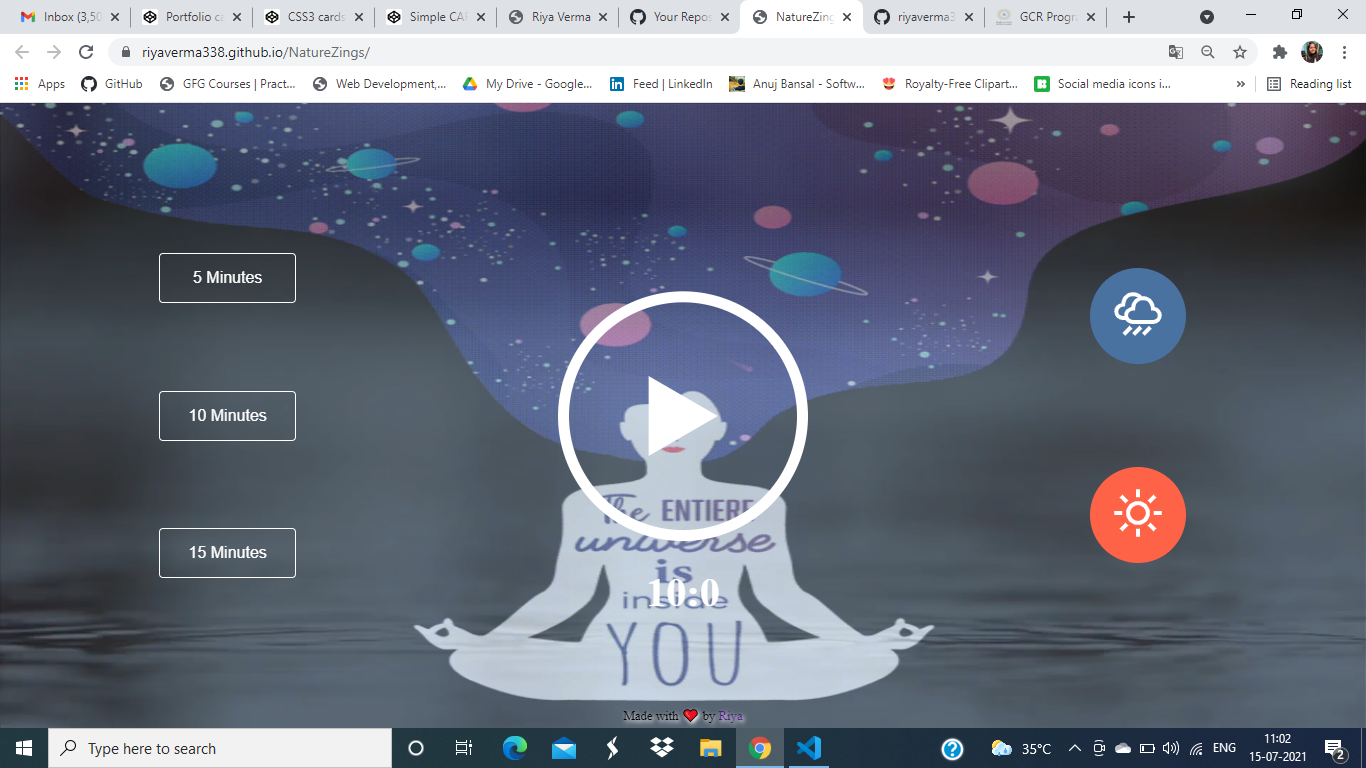 Inbox (3,50
Portfolio ca
CSS3 cards
Simple CAR
Riya Verma
Your Repos
NatureZing
riyaverma3
GCR Progr
riyaverma338.github.io/NatureZings/
Apps
GitHub
GFG Courses | Pract...
Web Development,...
My Drive - Google...
Feed | LinkedIn
Anuj Bansal - Softw...
Royalty-Free Clipart...
Social media icons i...
»
Reading list
5 Minutes
10 Minutes
15 Minutes
The ENTIERE
universe
is
inside
10:0
YOU
Made with ❤ by Riya
Type here to search
35°C
ENG
11:02
15-07-2021
2